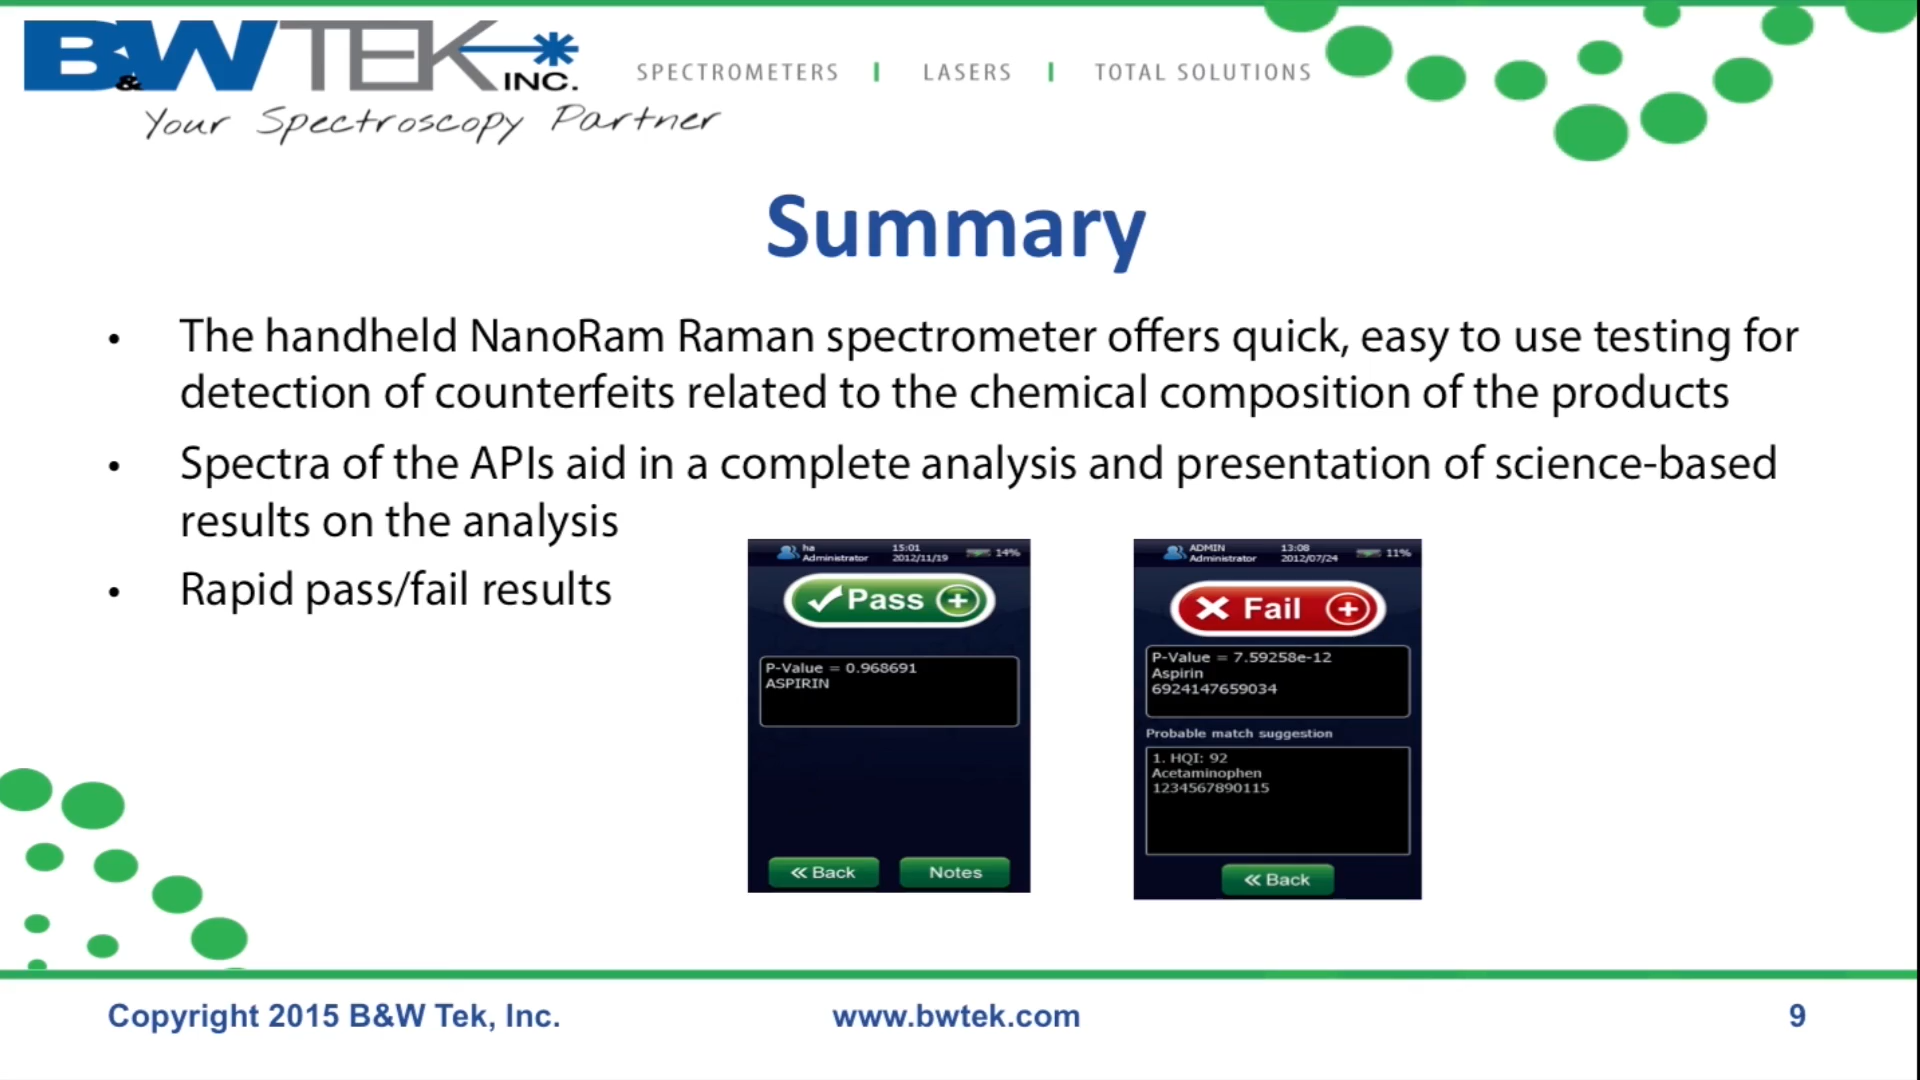 B&W TEK INC.
SPECTROMETERS | LASERS | TOTAL SOLUTIONS
Your Spectroscopy Partner
Summary
• The handheld NanoRam Raman spectrometer offers quick, easy to use testing for
detection of counterfeits related to the chemical composition of the products
• Spectra of the APIs aid in a complete analysis and presentation of science-based
results on the analysis
• Rapid pass/fail results
ha 15:01
Administrator 2012/11/19 14%
Pass
P-Value = 0.968691
ASPIRIN
Back Notes
ADMIN 13:08
Administrator 2012/07/24 11%
Fail
P-Value = 7.59258e-12
Aspirin
6924147659034
Probable match suggestion
1. HQI: 92
Acetaminophen
1234567890115
Back
Copyright 2015 B&W Tek, Inc. www.bwtek.com 9